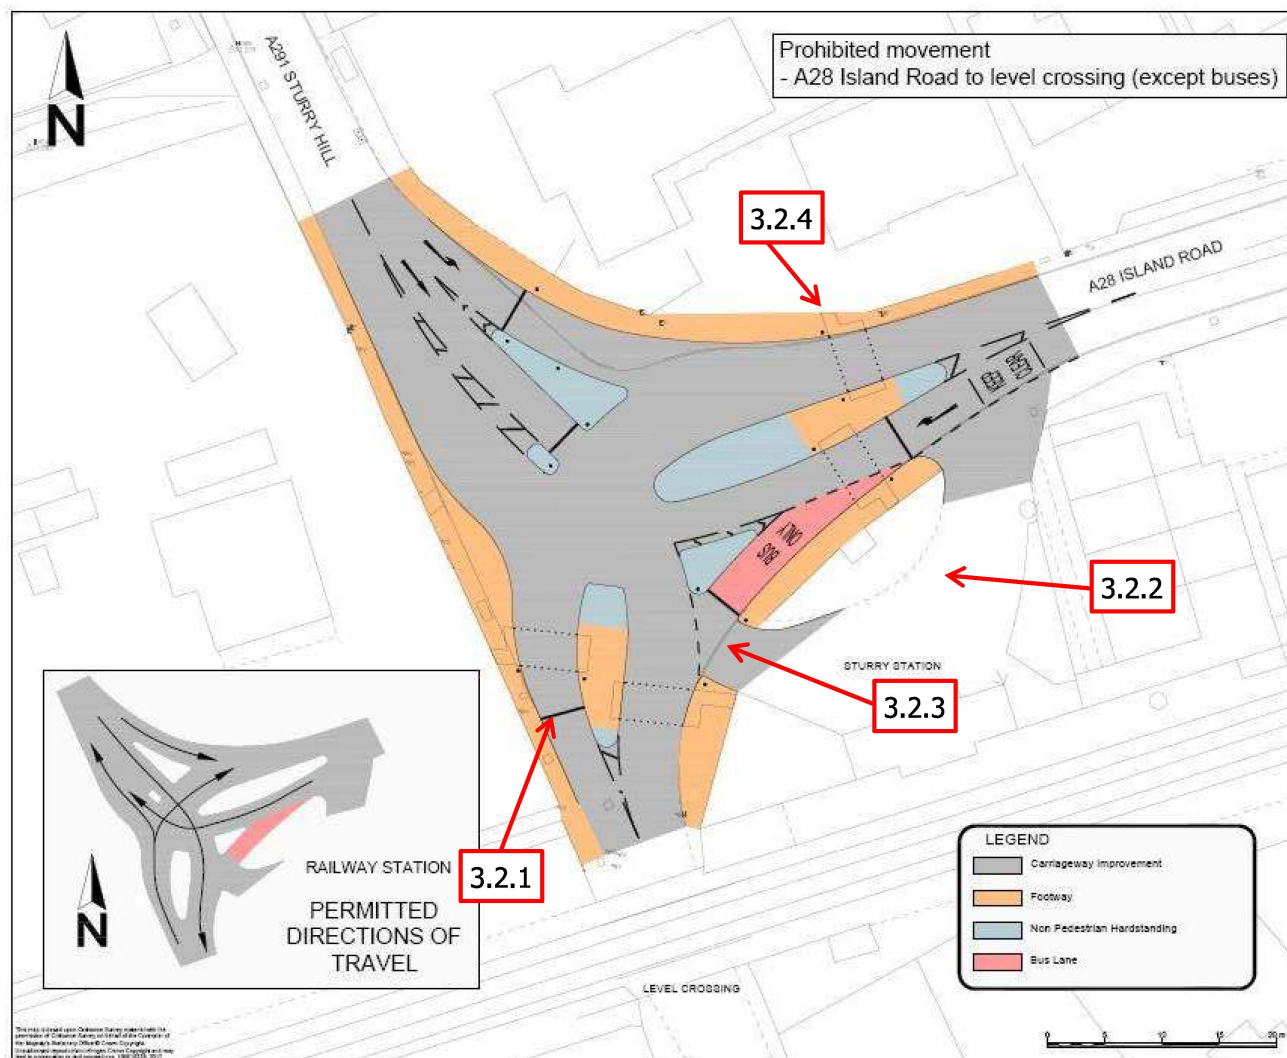 Prohibited movement
- A28 Island Road to level crossing (except buses)
N
A291 STURRY HILL
3.2.4
A28 ISLAND ROAD
KEEP
CLEAR
BUS
ONLY
3.2.2
STURRY STATION
3.2.3
3.2.1
RAILWAY STATION
N
PERMITTED
DIRECTIONS OF
TRAVEL
LEGEND
Carriageway Improvement
Footway
Non Pedestrian Hardstanding
Bus Lane
LEVEL CROSSING
0 5 10 15 20 m